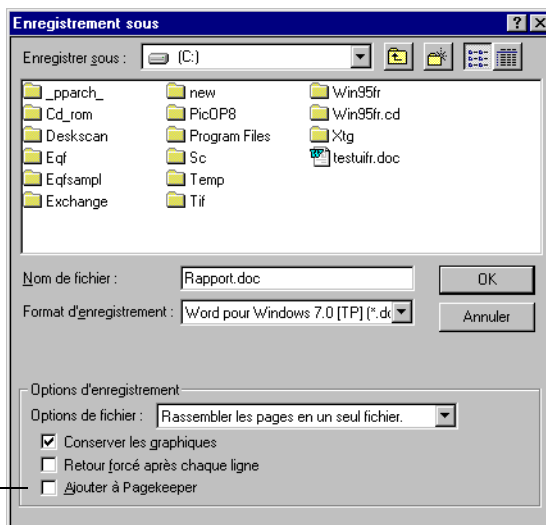 Enregistrement sous
Enregistrer sous : (C:)
_pparch_ new Win95fr
Cd_rom PicOP8 Win95fr.cd
Deskscan Program Files Xtg
Eqf Sc testuifr.doc
Eqfsampl Temp
Exchange Tif
Nom de fichier : Rapport.doc OK
Format d'enregistrement : Word pour Windows 7.0 [TP] (*.do Annuler
Options d'enregistrement
Options de fichier : Rassembler les pages en un seul fichier.
Conserver les graphiques
Retour forcé après chaque ligne
Ajouter à Pagekeeper